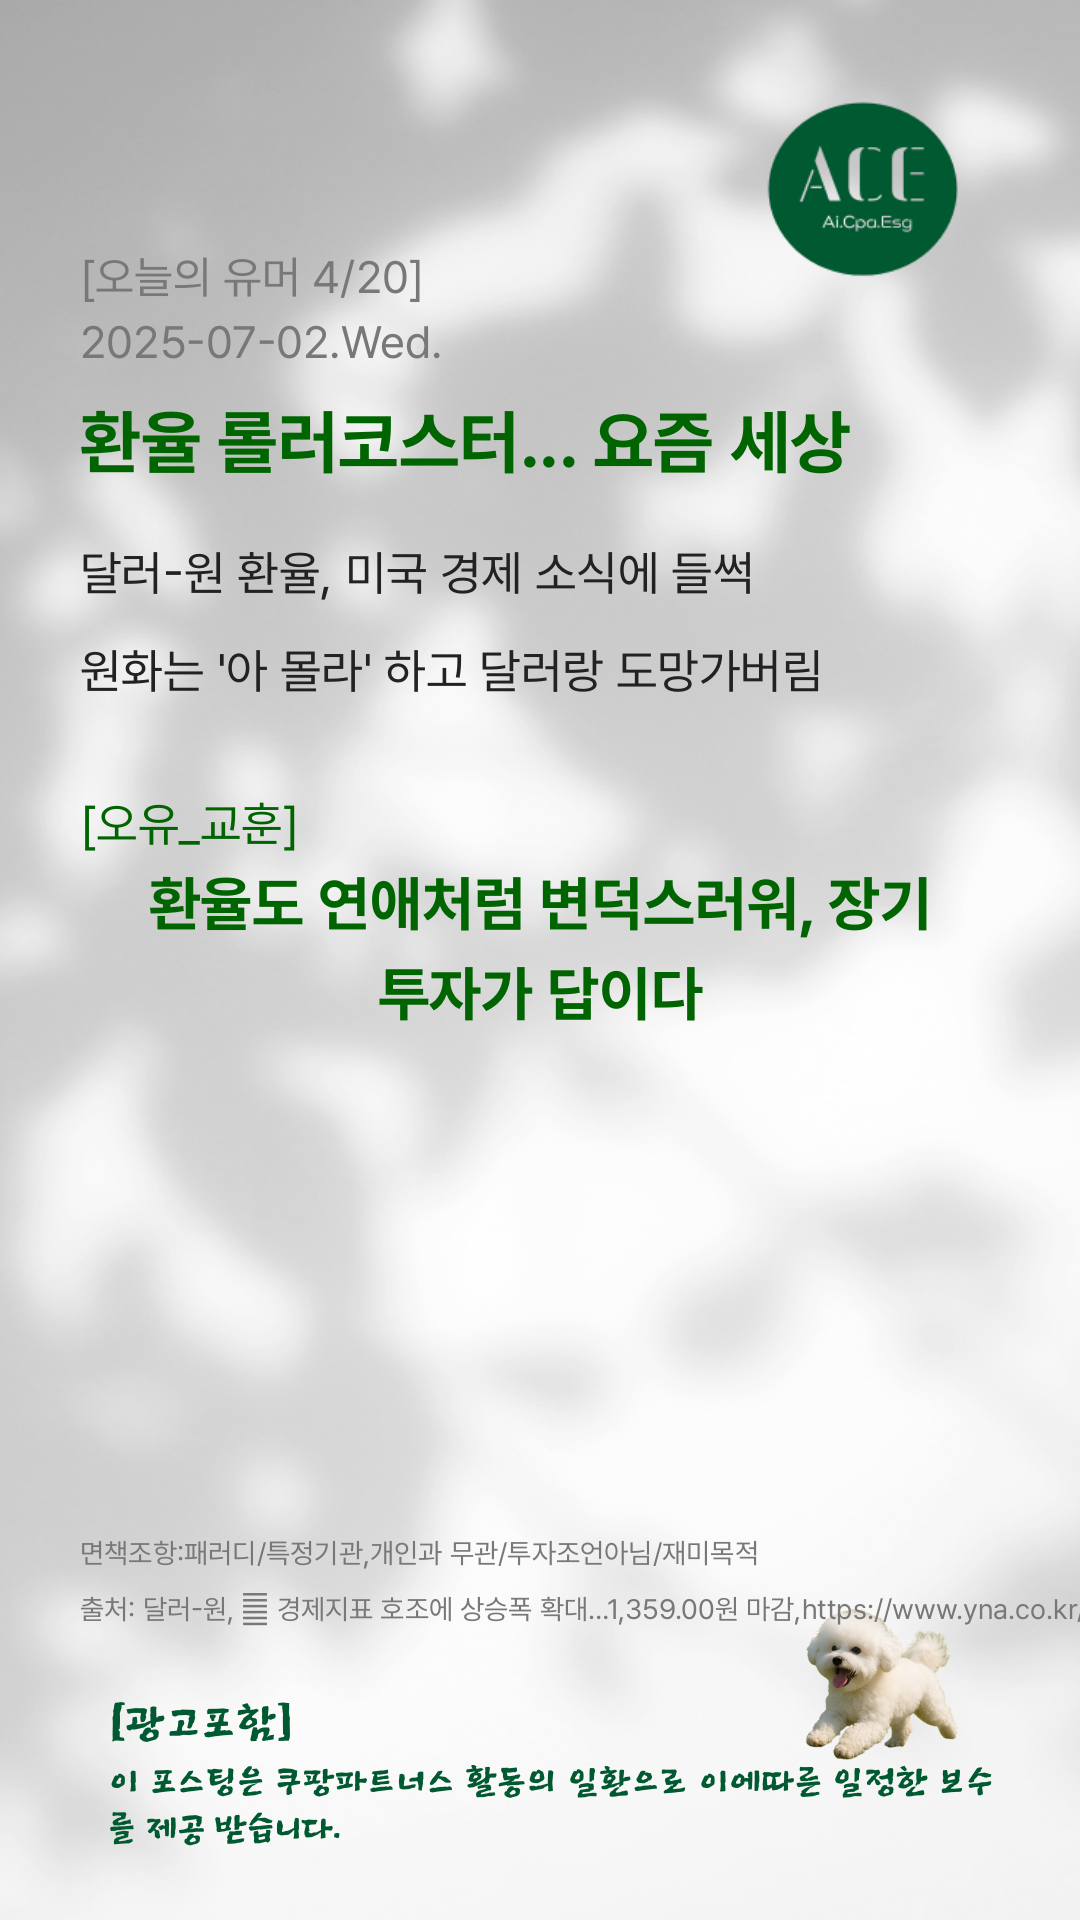 ACE
Ai.Cpa.Esg
[오늘의 유머 4/20]
2025-07-02.Wed.
환율 롤러코스터... 요즘 세상
달러-원 환율, 미국 경제 소식에 들썩
원화는 '아 몰라' 하고 달러랑 도망가버림
[오유_교훈]
환율도 연애처럼 변덕스러워, 장기
투자가 답이다
면책조항:패러디/특정기관,개인과 무관/투자조언아님/재미목적
출처: 달러-원, 경제지표 호조에 상승폭 확대…1,359.00원 마감,https://www.yna.co.kr/
[광고포함]
이 포스팅은 쿠팡파트너스 활동의 일환으로 이에따른 일정한 보수
를 제공 받습니다.